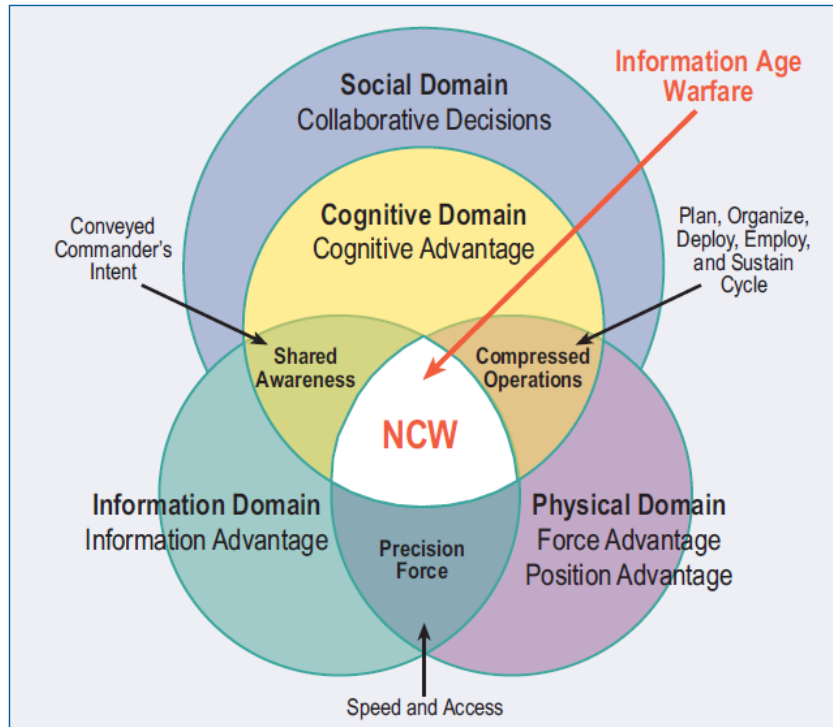 Social Domain
Collaborative Decisions
Information Age
Warfare
Cognitive Domain
Cognitive Advantage
Conveyed
Commander's
Intent
Plan, Organize,
Deploy, Employ,
and Sustain
Cycle
Shared
Awareness
Compressed
Operations
NCW
Information Domain
Information Advantage
Physical Domain
Force Advantage
Position Advantage
Precision
Force
Speed and Access